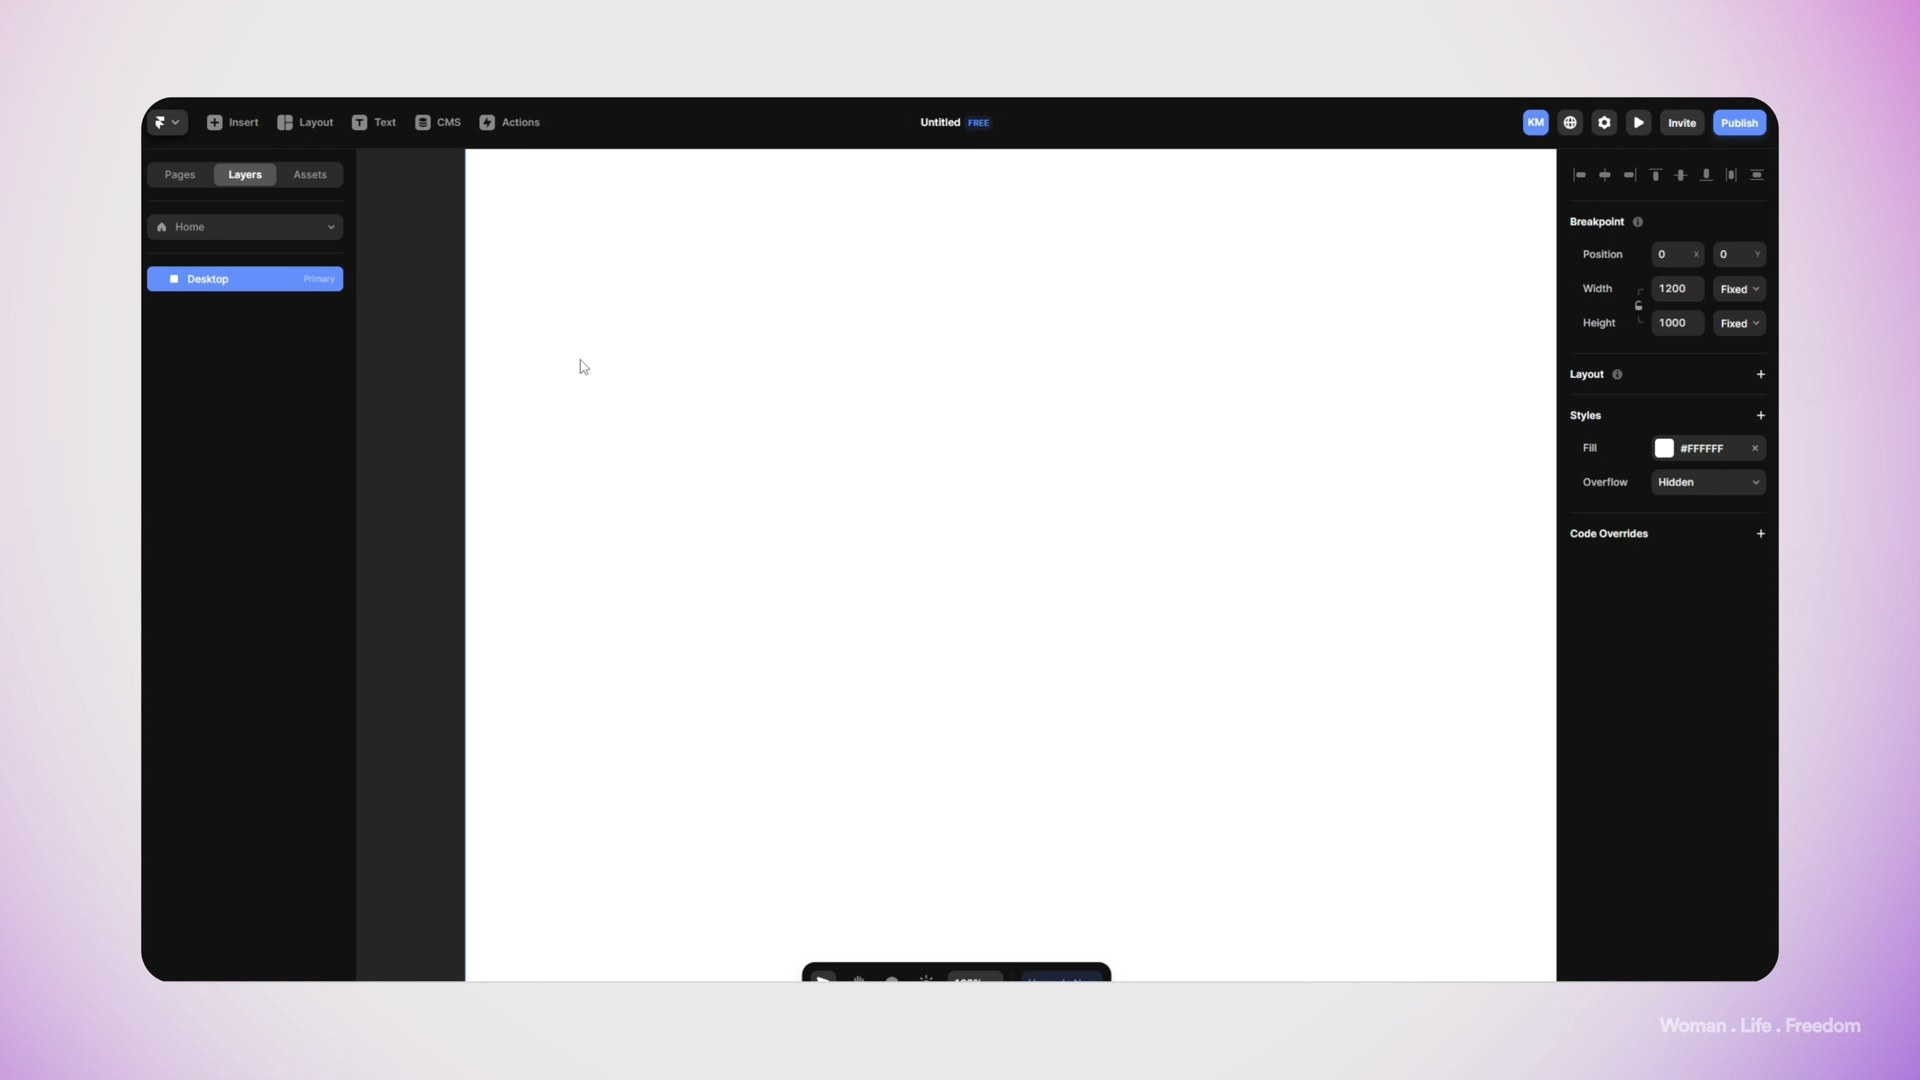 Insert Layout Text CMS Actions Untitled FREE KM Invite Publish
Pages Layers Assets
Home
Desktop Primary
Breakpoint
Position 0 X 0 Y
Width 1200 Fixed
Height 1000 Fixed
Layout
Styles
Fill #FFFFFF
Overflow Hidden
Code Overrides
Woman . Life . Freedom